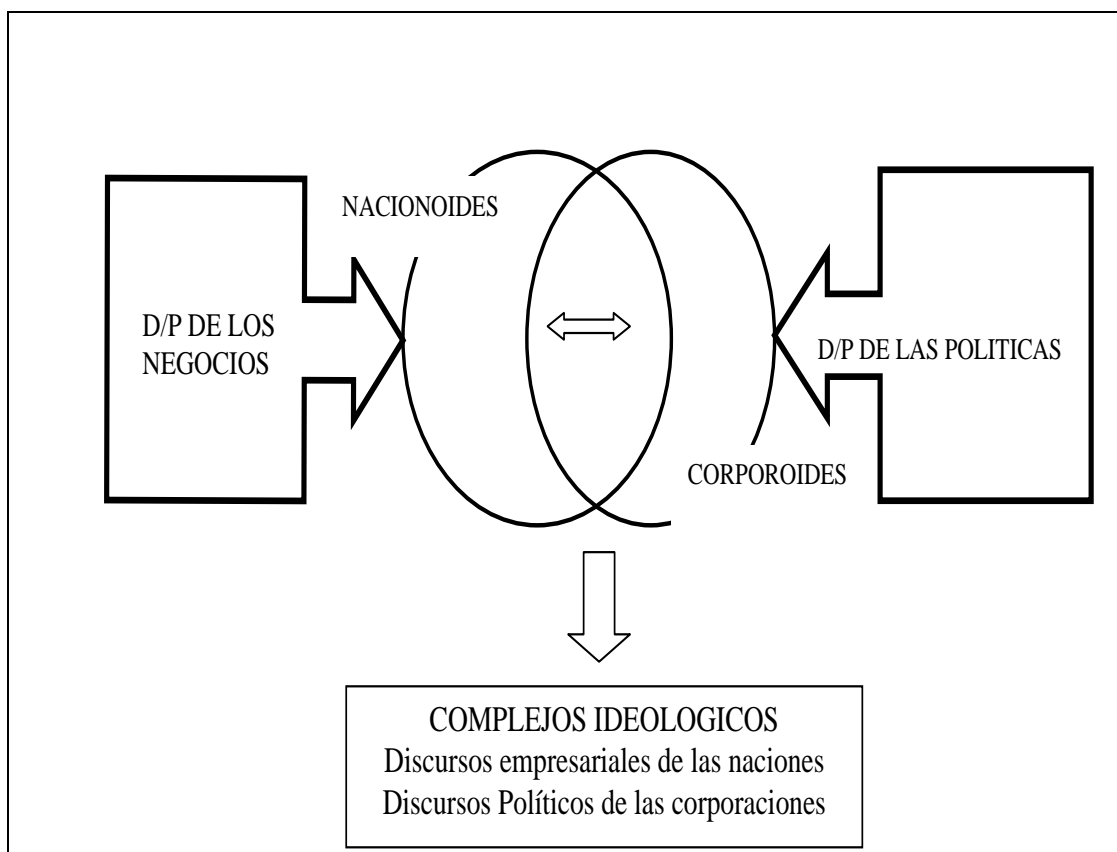 NACIONOIDES
D/P DE LOS
NEGOCIOS
D/P DE LAS POLITICAS
CORPOROIDES
COMPLEJOS IDEOLOGICOS
Discursos empresariales de las naciones
Discursos Políticos de las corporaciones